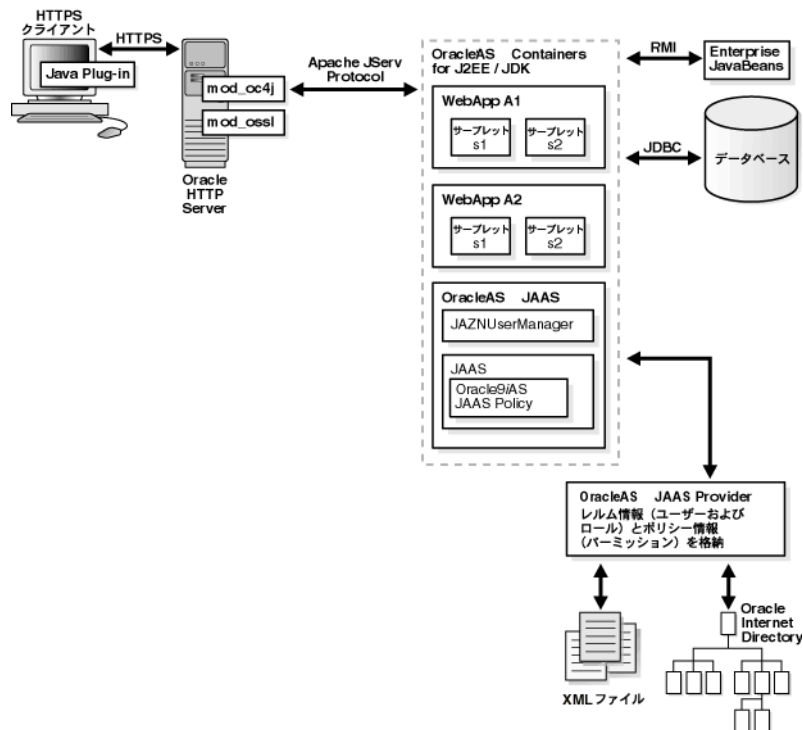 HTTPS
クライアント
HTTPS
Java Plug-in
mod_oc4j
mod_ossl
Oracle
HTTP
Server
Apache JServ
Protocol
OracleAS Containers
for J2EE / JDK
WebApp A1
サーブレット
s1
サーブレット
s2
WebApp A2
サーブレット
s1
サーブレット
s2
OracleAS JAAS
JAZNUserManager
JAAS
Oracle9iAS
JAAS Policy
RMI
Enterprise
JavaBeans
JDBC
データベース
OracleAS JAAS Provider
レルム情報（ユーザーおよび
ロール）とポリシー情報
（パーミッション）を格納
XMLファイル
Oracle
Internet
Directory